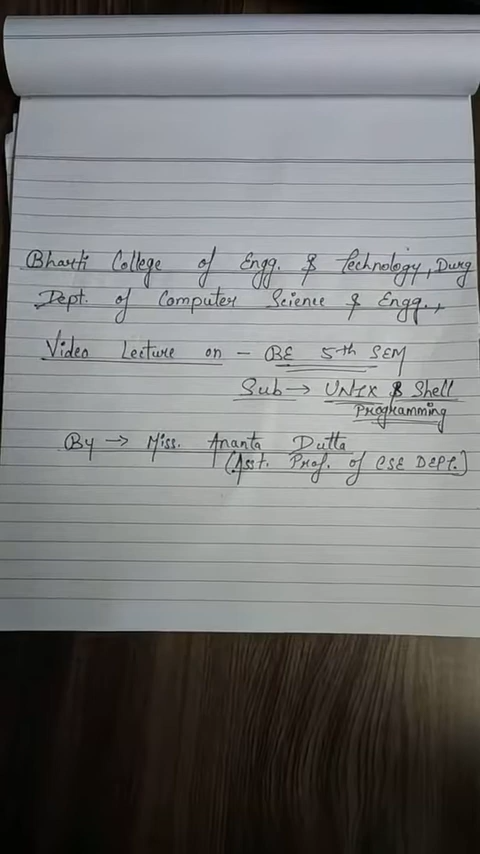 Bharti College of Engg. & Technology, Durg
Dept. of Computer Science & Engg.,
Video Lecture on - BE 5th SEM
Sub → UNIX & Shell
Programming
By → Miss. Ananta Dutta
(Asst. Prof. of CSE DEPT.)